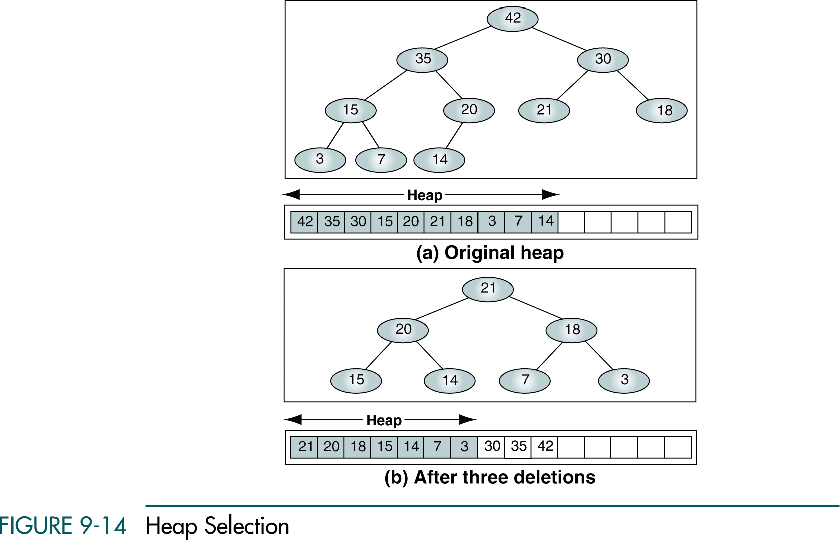 42
35 30
15 20 21 18
3 7 14
Heap
42 35 30 15 20 21 18 3 7 14
(a) Original heap
21
20 18
15 14 7 3
Heap
21 20 18 15 14 7 3 30 35 42
(b) After three deletions
FIGURE 9-14 Heap Selection